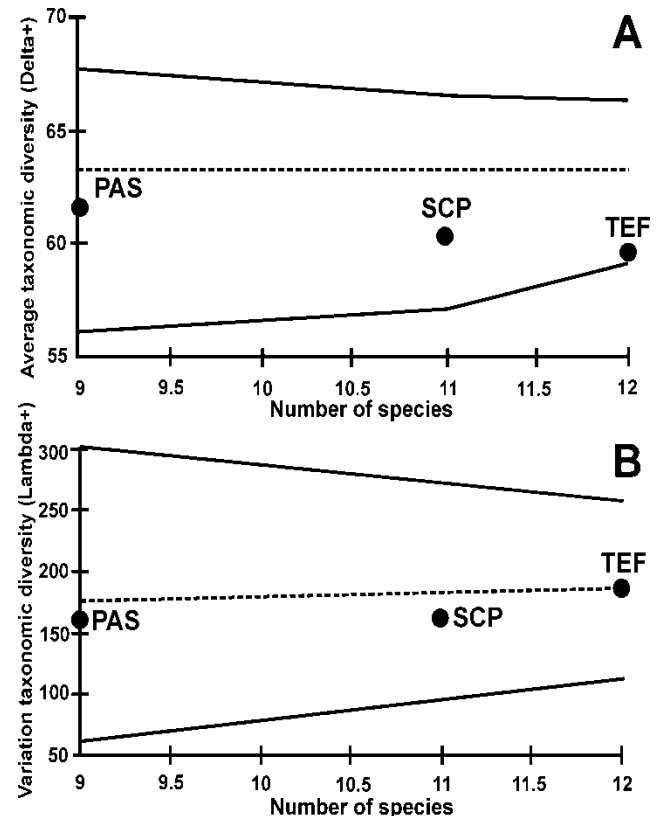 A
Average taxonomic diversity (Delta+)
70
65
60
55
PAS
SCP
TEF
9 9.5 10 10.5 11 11.5 12
Number of species
B
Variation taxonomic diversity (Lambda+)
300
250
200
150
100
50
TEF
PAS
SCP
9 9.5 10 10.5 11 11.5 12
Number of species